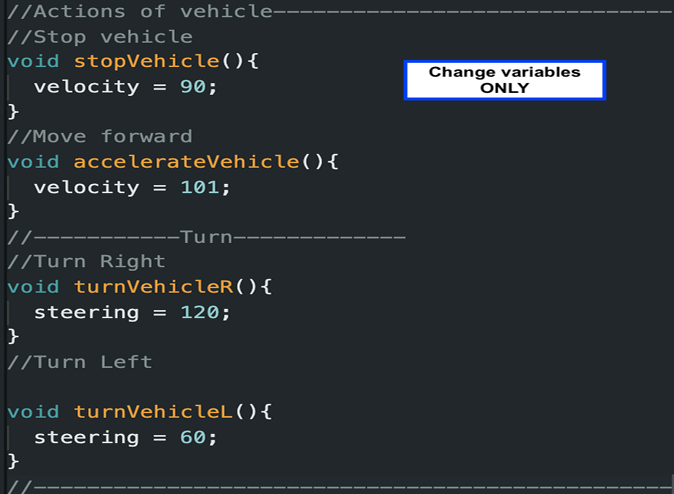 //Actions of vehicle------------------------------
//Stop vehicle
void stopVehicle(){
Change variables
ONLY
  velocity = 90;
}
//Move forward
void accelerateVehicle(){
  velocity = 101;
}
//-----------Turn-------------
//Turn Right
void turnVehicleR(){
  steering = 120;
}
//Turn Left
void turnVehicleL(){
  steering = 60;
}
//------------------------------------------------